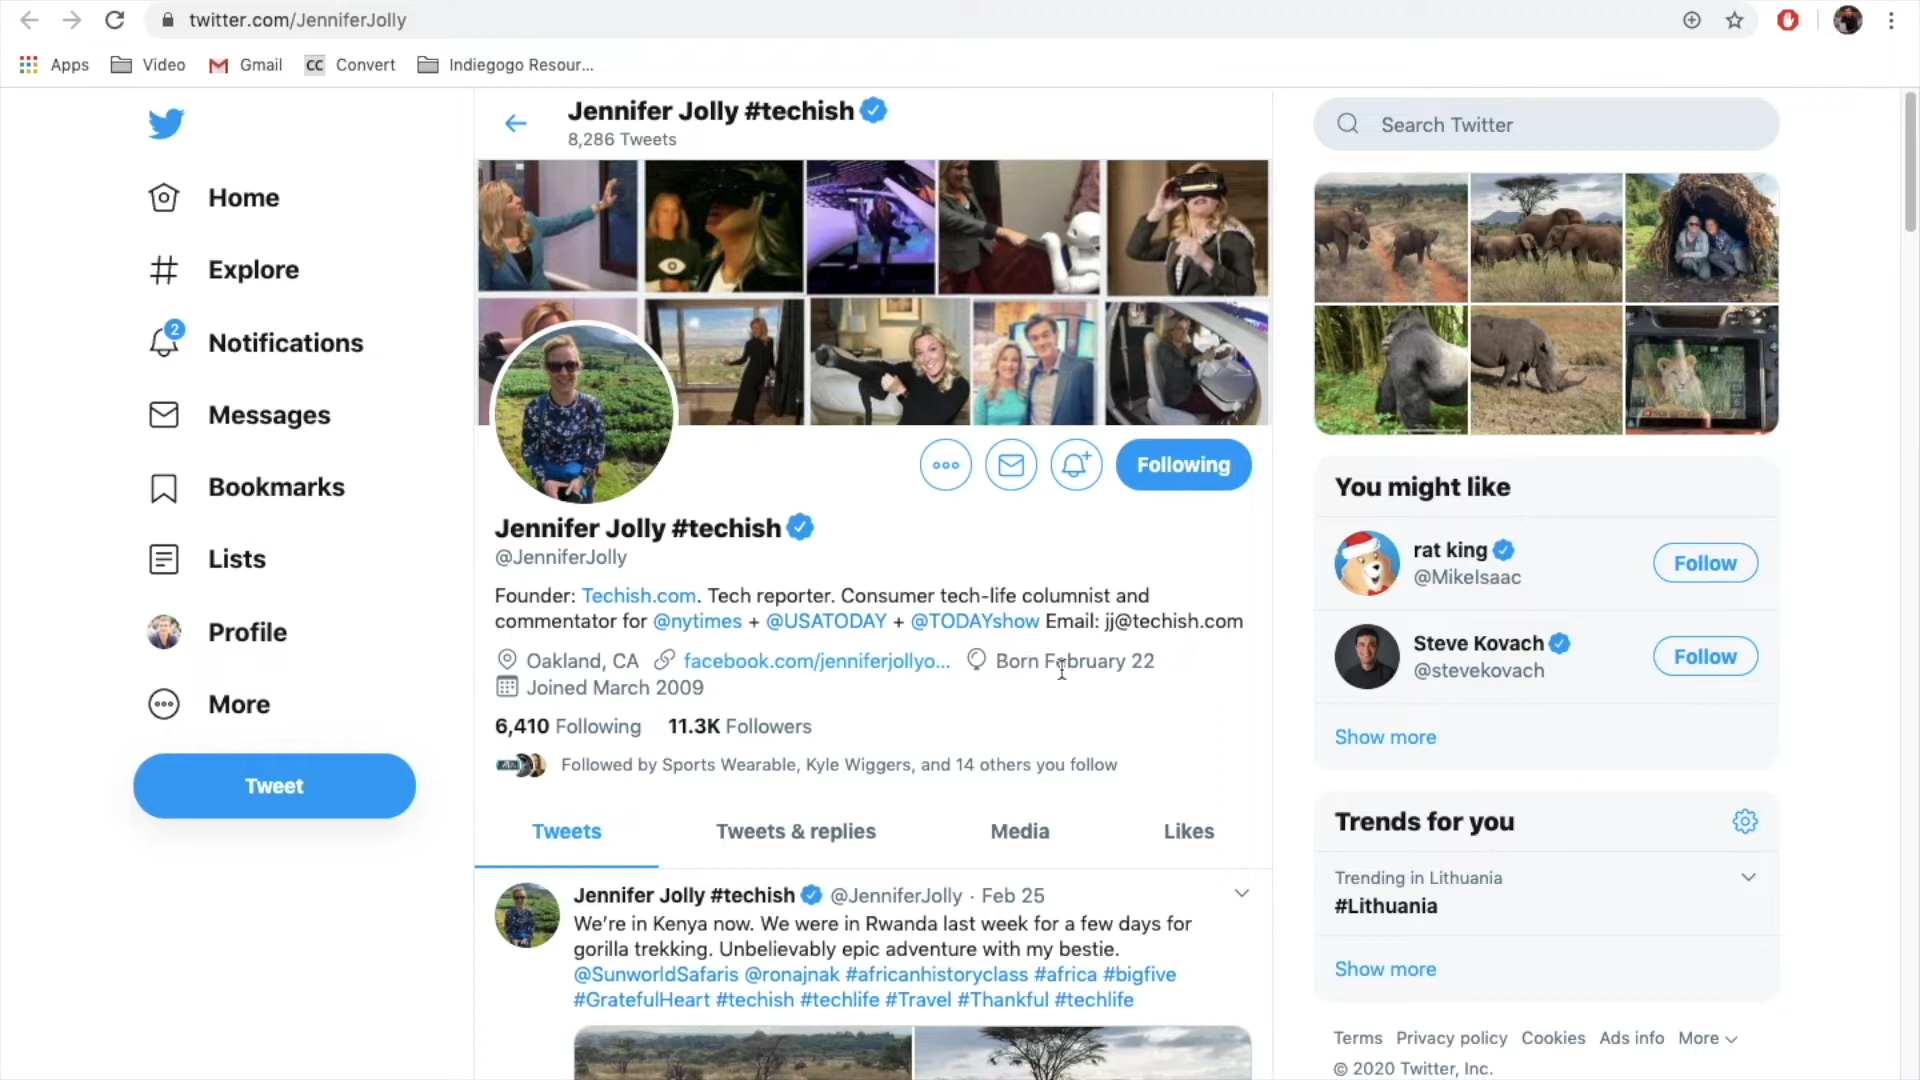 twitter.com/JenniferJolly
Apps
Video
Gmail
CC
Convert
Indiegogo Resour...
Jennifer Jolly #techish
8,286 Tweets
Search Twitter
Home
Explore
2
Notifications
Messages
Bookmarks
Lists
Profile
More
Tweet
Following
Jennifer Jolly #techish
@JenniferJolly
Founder: Techish.com. Tech reporter. Consumer tech-life columnist and
commentator for @nytimes + @USATODAY + @TODAYshow Email: jj@techish.com
Oakland, CA facebook.com/jenniferjollyo... Born February 22
Joined March 2009
6,410 Following 11.3K Followers
Followed by Sports Wearable, Kyle Wiggers, and 14 others you follow
Tweets
Tweets & replies
Media
Likes
Jennifer Jolly #techish @JenniferJolly · Feb 25
We’re in Kenya now. We were in Rwanda last week for a few days for
gorilla trekking. Unbelievably epic adventure with my bestie.
@SunworldSafaris @ronajnak #africanhistoryclass #africa #bigfive
#GratefulHeart #techish #techlife #Travel #Thankful #techlife
You might like
rat king
@MikeIsaac
Follow
Steve Kovach
@stevekovach
Follow
Show more
Trends for you
Trending in Lithuania
#Lithuania
Show more
Terms Privacy policy Cookies Ads info More
© 2020 Twitter, Inc.